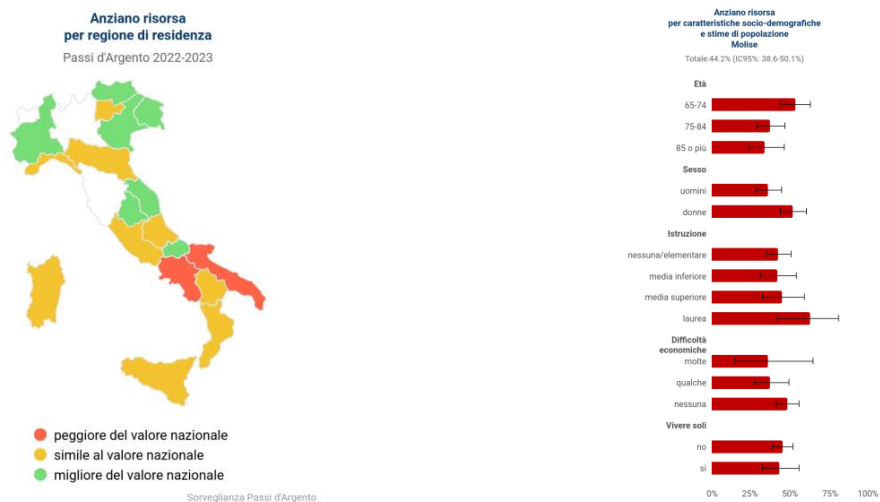 Anziano risorsa
per regione di residenza
Passi d'Argento 2022-2023
peggiore del valore nazionale
simile al valore nazionale
migliore del valore nazionale
Sorveglianza Passi d'Argento
Anziano risorsa
per caratteristiche socio-demografiche
e stime di popolazione
Molise
Totale:44.2% (IC95%: 38.6-50.1%)
Età
65-74
75-84
85 o più
Sesso
uomini
donne
Istruzione
nessuna/elementare
media inferiore
media superiore
laurea
Difficoltà
economiche
molte
qualche
nessuna
Vivere soli
no
sì
0% 25% 50% 75% 100%